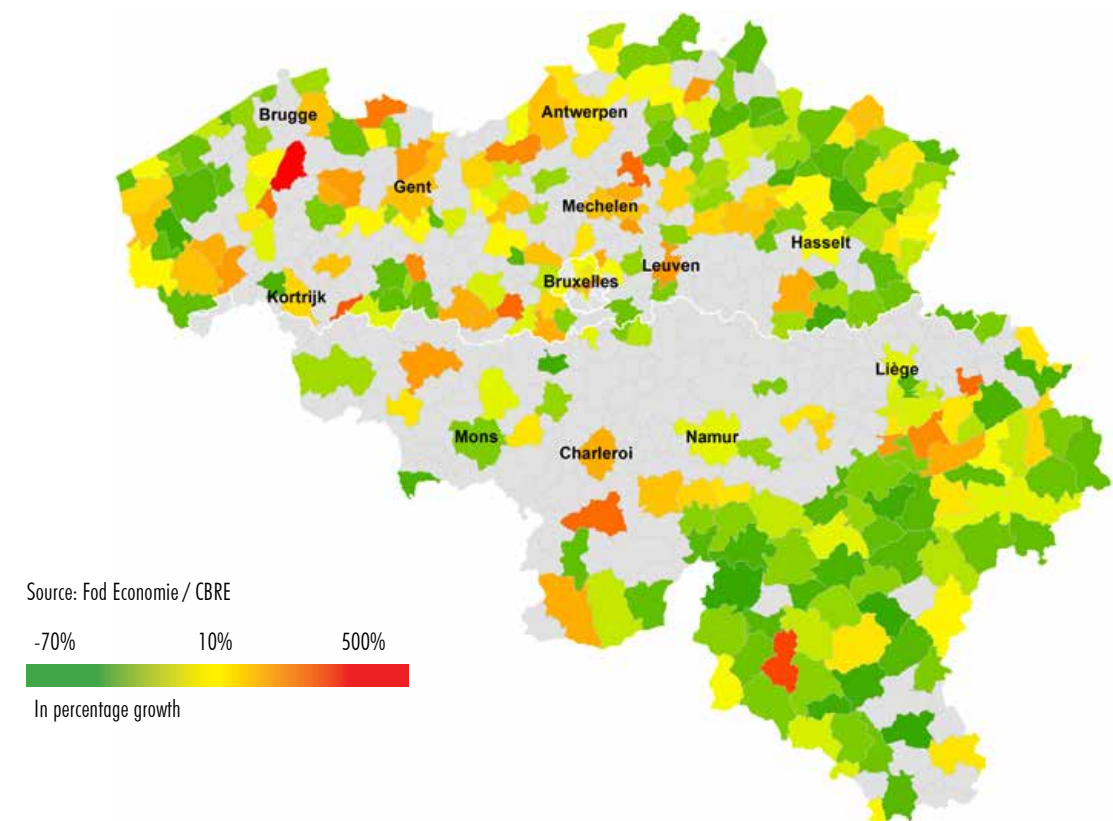 Brugge
Antwerpen
Gent
Mechelen
Hasselt
Leuven
Bruxelles
Kortrijk
Liège
Mons
Namur
Charleroi
Source: Fod Economie / CBRE
-70% 10% 500%
In percentage growth